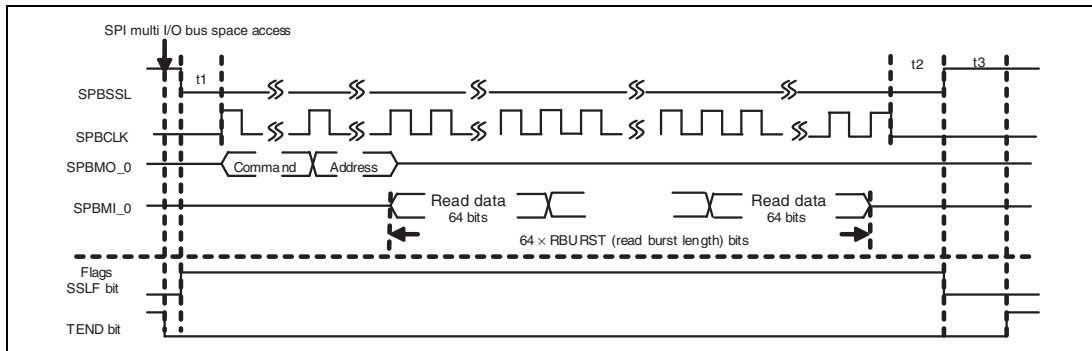 SPI multi I/O bus space access
t1
t2
t3
SPBSSL
SPBCLK
SPBMO_0
Command
Address
SPBMI_0
Read data
64 bits
Read data
64 bits
64 × RBURST (read burst length) bits
Flags
SSLF bit
TEND bit